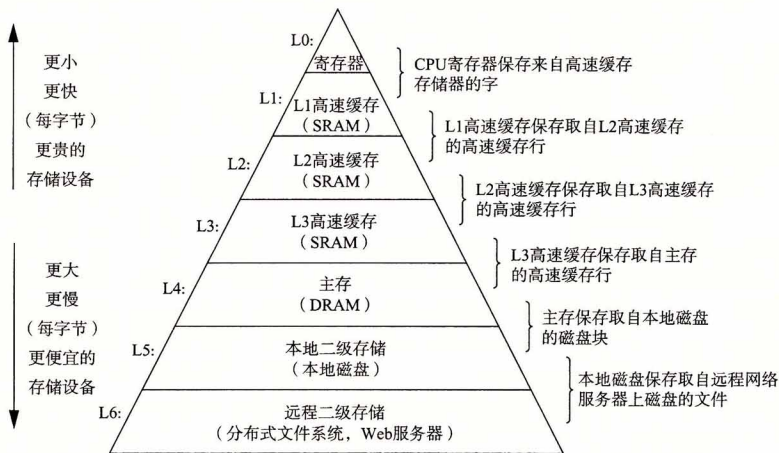 更小
更快
（每字节）
更贵的
存储设备
更大
更慢
（每字节）
更便宜的
存储设备
L0:
寄存器
L1:
L1高速缓存
（SRAM）
L2:
L2高速缓存
（SRAM）
L3:
L3高速缓存
（SRAM）
L4:
主存
（DRAM）
L5:
本地二级存储
（本地磁盘）
L6:
远程二级存储
（分布式文件系统，Web服务器）
CPU寄存器保存来自高速缓存
存储器的字
L1高速缓存保存取自L2高速缓存
的高速缓存行
L2高速缓存保存取自L3高速缓存
的高速缓存行
L3高速缓存保存取自主存
的高速缓存行
主存保存取自本地磁盘
的磁盘块
本地磁盘保存取自远程网络
服务器上磁盘的文件